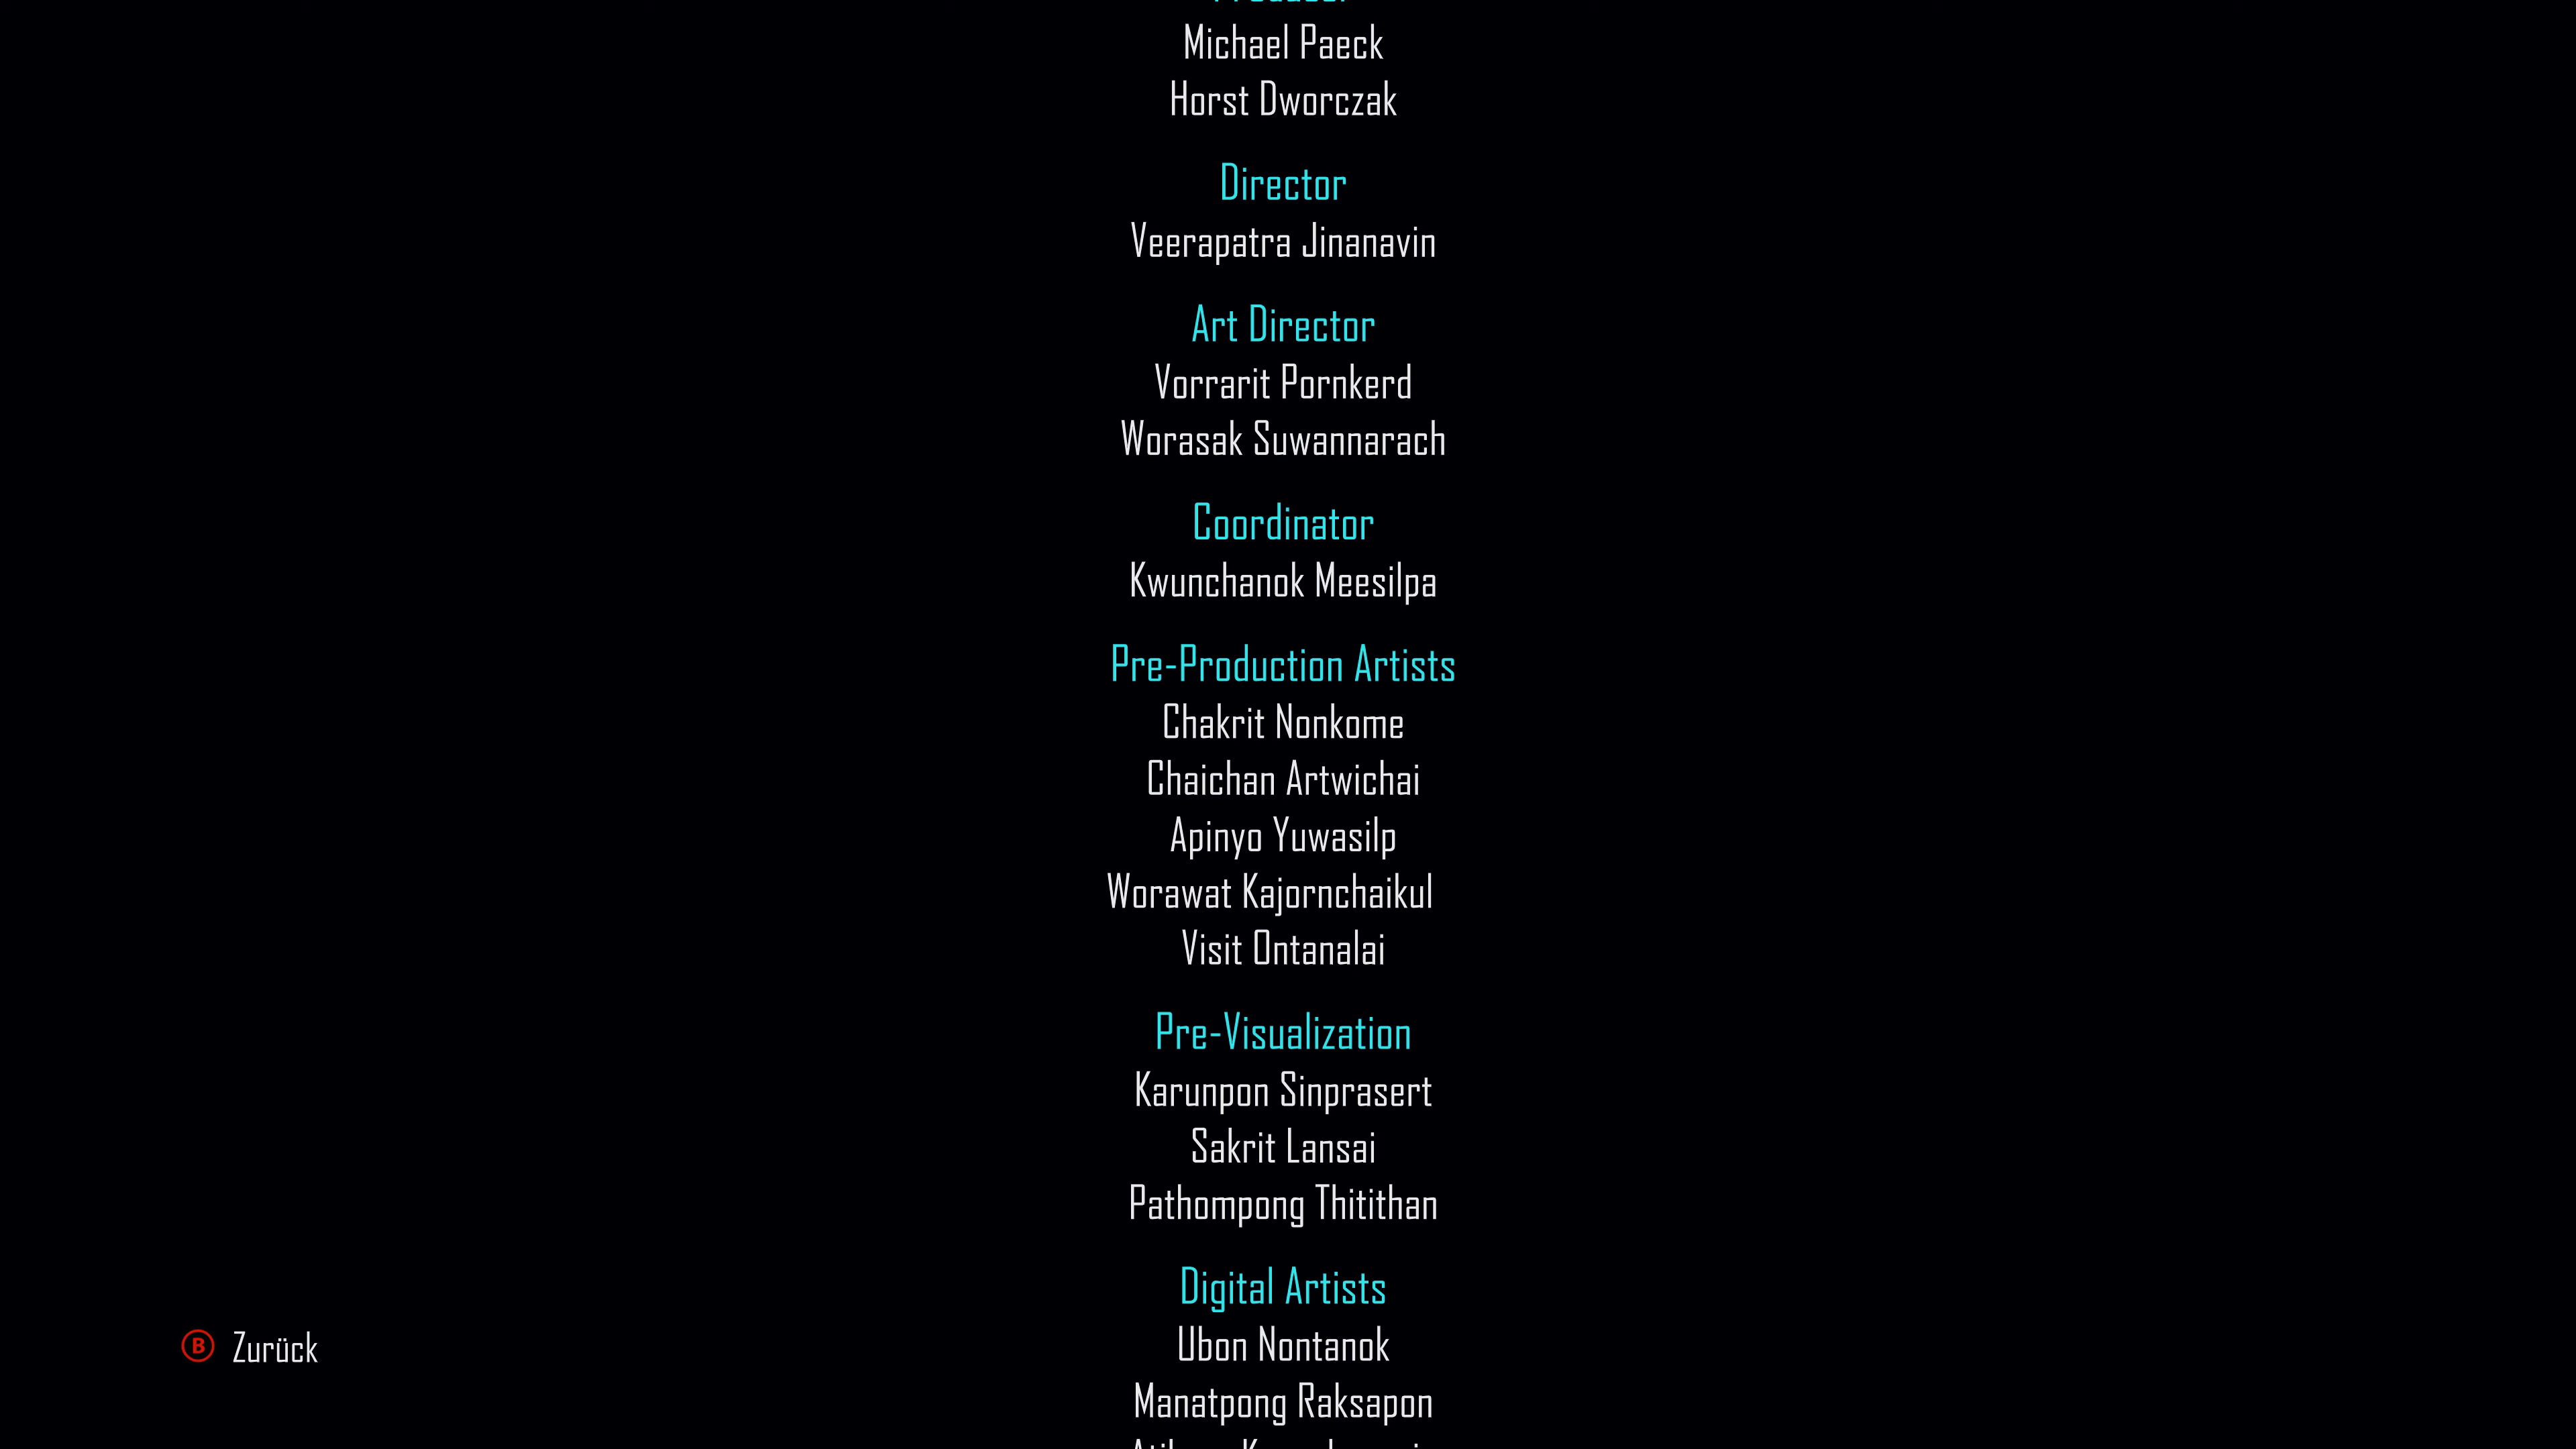 Michael Paeck
Horst Dworczak
Director
Veerapatra Jinanavin
Art Director
Vorrarit Pornkerd
Worasak Suwannarach
Coordinator
Kwunchanok Meesilpa
Pre-Production Artists
Chakrit Nonkome
Chaichan Artwichai
Apinyo Yuwasilp
Worawat Kajornchaikul
Visit Ontanalai
Pre-Visualization
Karunpon Sinprasert
Sakrit Lansai
Pathompong Thitithan
Digital Artists
Ubon Nontanok
Manatpong Raksapon
B Zurück